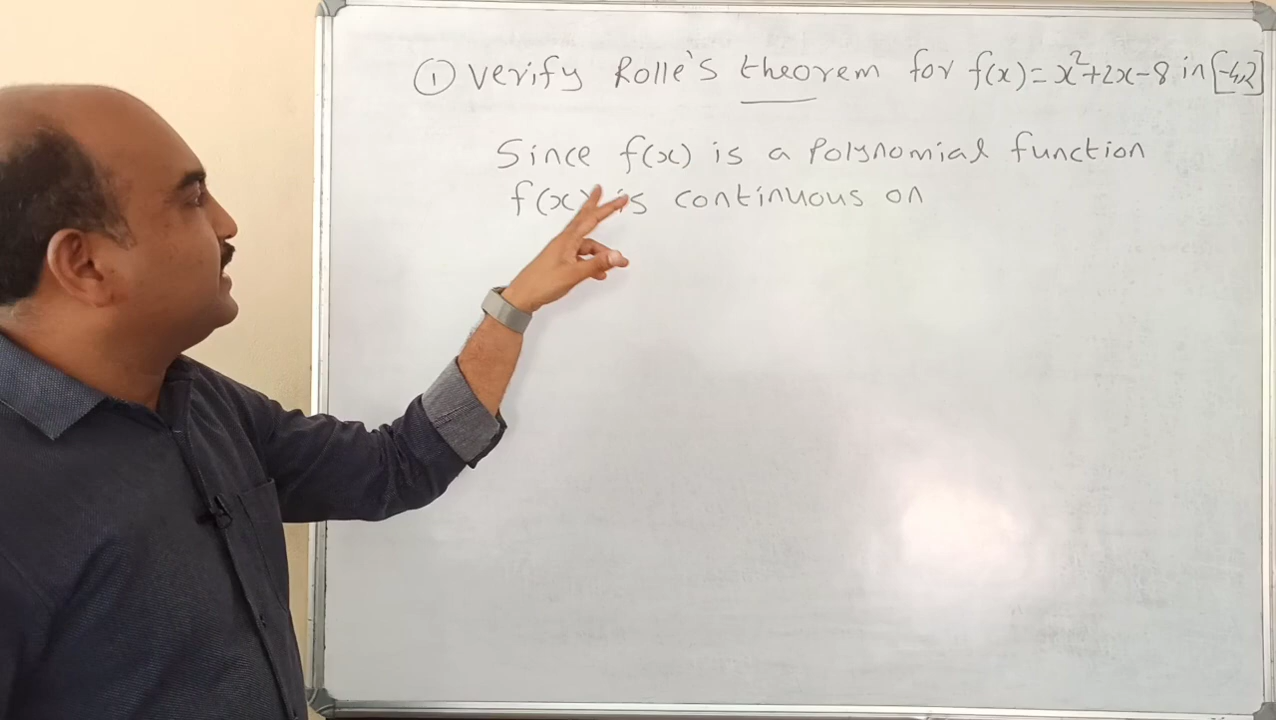 ① Verify Rolle's theorem for f(x)=x²+2x-8 in [-4,2]
Since f(x) is a Polynomial function
f(x) is continuous on